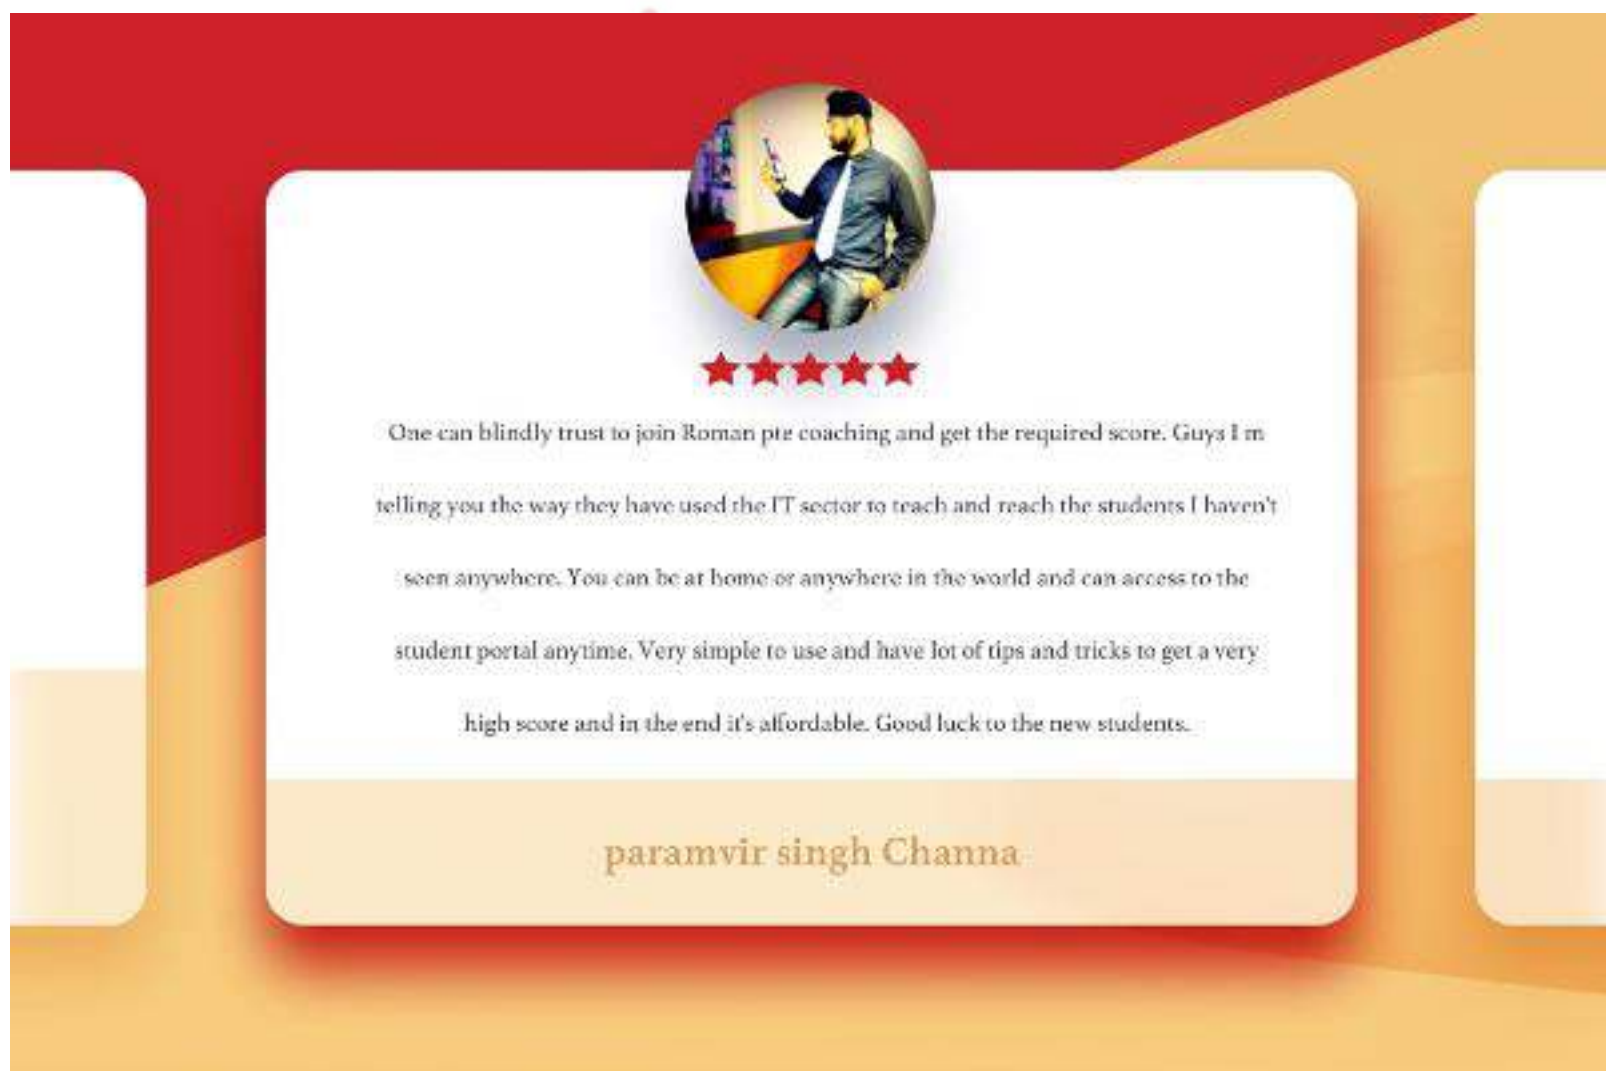 One can blindly trust to join Roman pte coaching and get the required score. Guys I m
telling you the way they have used the IT sector to teach and reach the students I haven't
seen anywhere. You can be at home or anywhere in the world and can access to the
student portal anytime. Very simple to use and have lot of tips and tricks to get a very
high score and in the end it's affordable. Good luck to the new students.
paramvir singh Channa